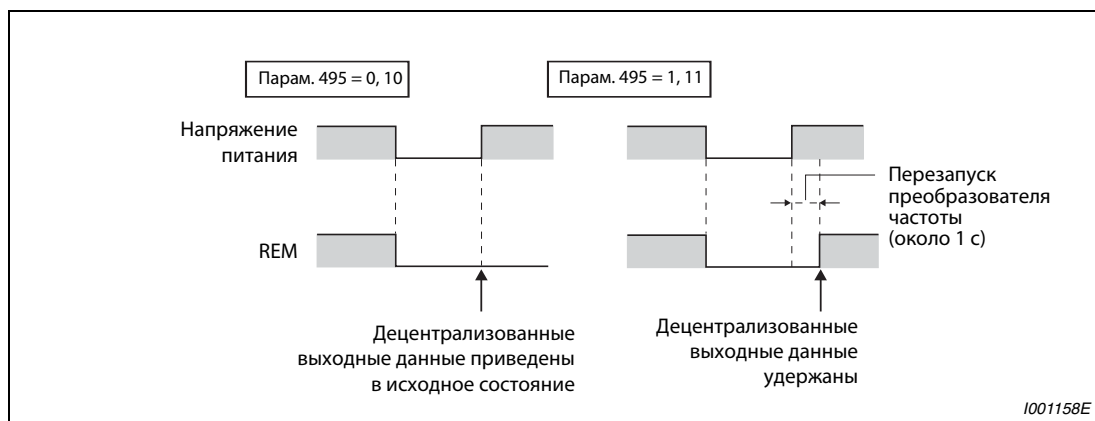 Парам. 495 = 0, 10
Парам. 495 = 1, 11
Напряжение
питания
Перезапуск
преобразователя
частоты
(около 1 с)
REM
Децентрализованные
выходные данные приведены
в исходное состояние
Децентрализованные
выходные данные
удержаны
I001158E